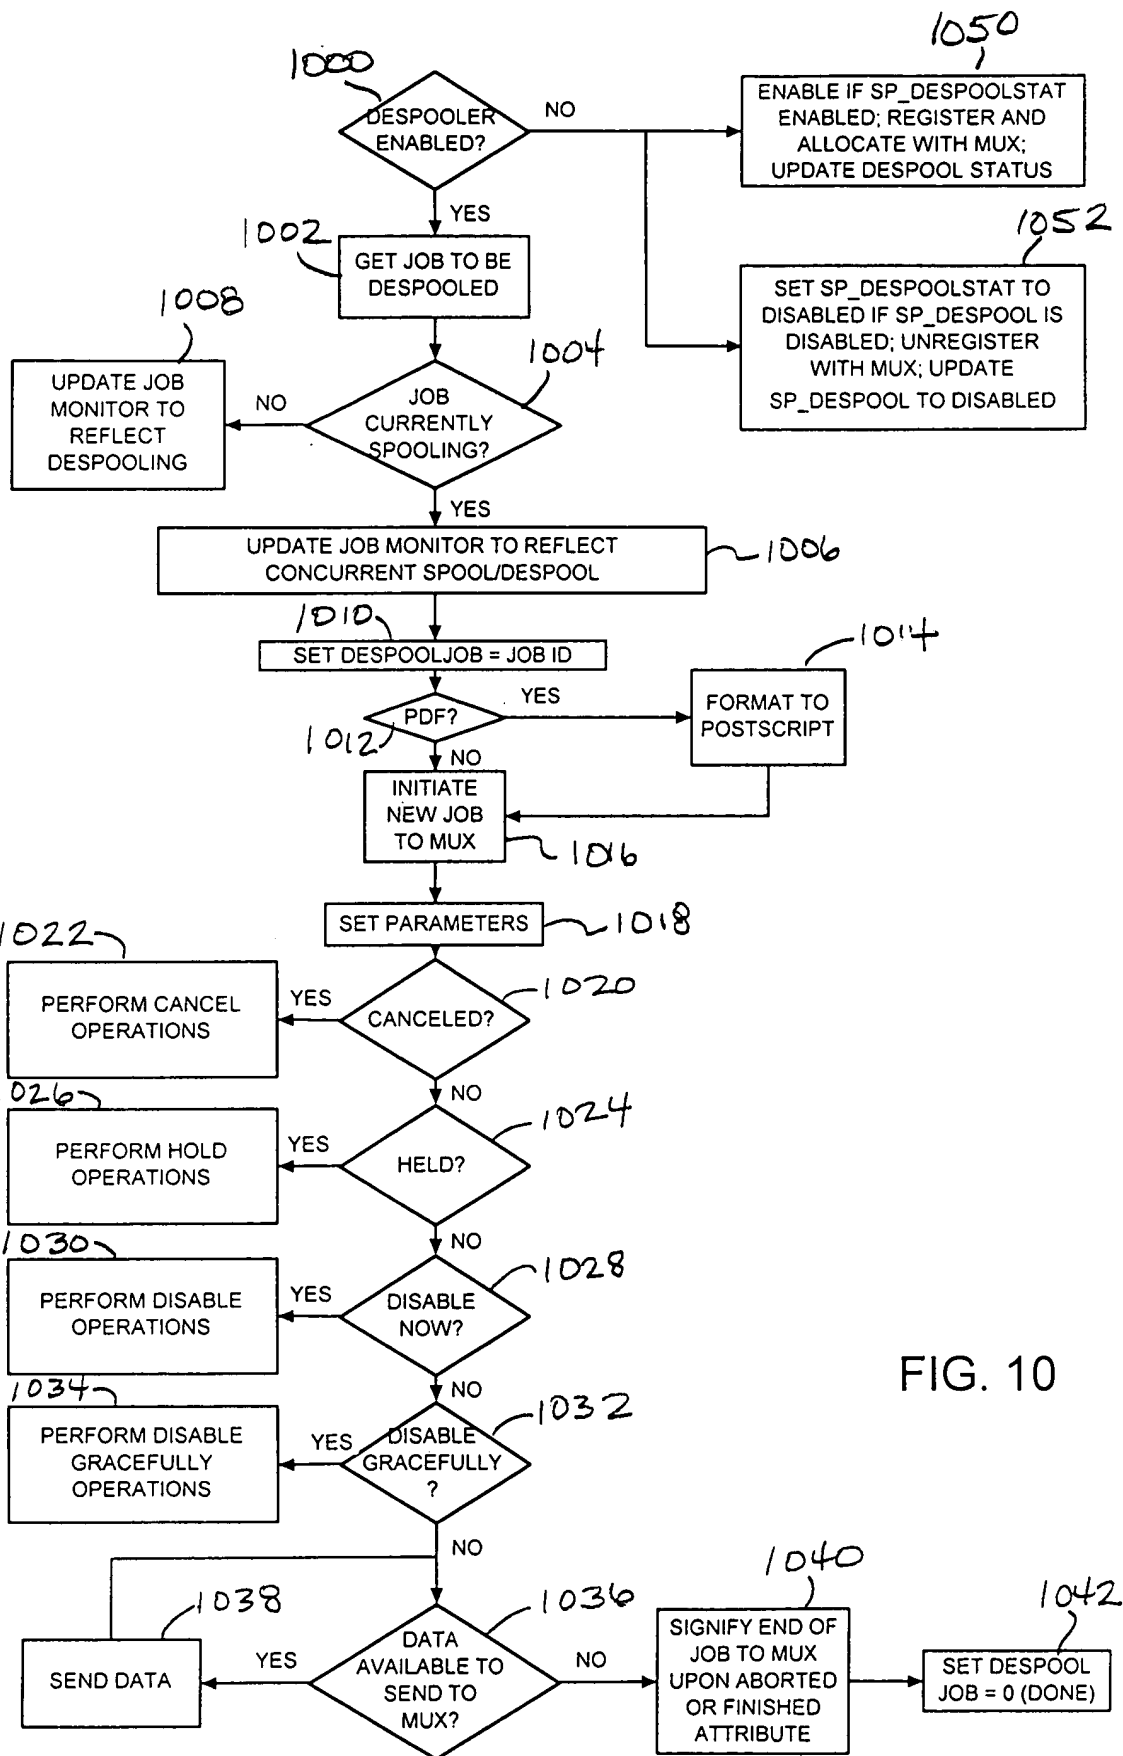 1000
DESPOOLER
ENABLED?
NO
YES
1050
ENABLE IF SP_DESPOOLSTAT
ENABLED; REGISTER AND
ALLOCATE WITH MUX;
UPDATE DESPOOL STATUS
1052
SET SP_DESPOOLSTAT TO
DISABLED IF SP_DESPOOL IS
DISABLED; UNREGISTER
WITH MUX; UPDATE
SP_DESPOOL TO DISABLED
1002
GET JOB TO BE
DESPOOLED
1008
UPDATE JOB
MONITOR TO
REFLECT
DESPOOLING
NO
1004
JOB
CURRENTLY
SPOOLING?
YES
UPDATE JOB MONITOR TO REFLECT
CONCURRENT SPOOL/DESPOOL
1006
1010
SET DESPOOLJOB = JOB ID
1012
PDF?
YES
NO
1014
FORMAT TO
POSTSCRIPT
INITIATE
NEW JOB
TO MUX
1016
SET PARAMETERS
1018
1022
PERFORM CANCEL
OPERATIONS
YES
CANCELED?
1020
NO
026
PERFORM HOLD
OPERATIONS
YES
HELD?
1024
NO
1030
PERFORM DISABLE
OPERATIONS
YES
DISABLE
NOW?
1028
NO
1034
PERFORM DISABLE
GRACEFULLY
OPERATIONS
YES
DISABLE
GRACEFULLY
?
1032
NO
FIG. 10
1038
SEND DATA
YES
DATA
AVAILABLE TO
SEND TO
MUX?
1036
NO
1040
SIGNIFY END OF
JOB TO MUX
UPON ABORTED
OR FINISHED
ATTRIBUTE
1042
SET DESPOOL
JOB = 0 (DONE)